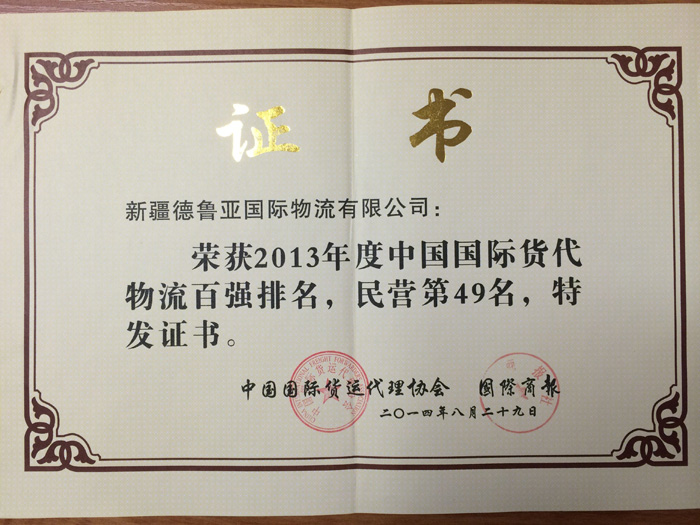 证 书
新疆德鲁亚国际物流有限公司：
荣获2013年度中国国际货代
物流百强排名，民营第49名，特
发证书。
中国国际货运代理协会 国際商報
二〇一四年八月二十九日